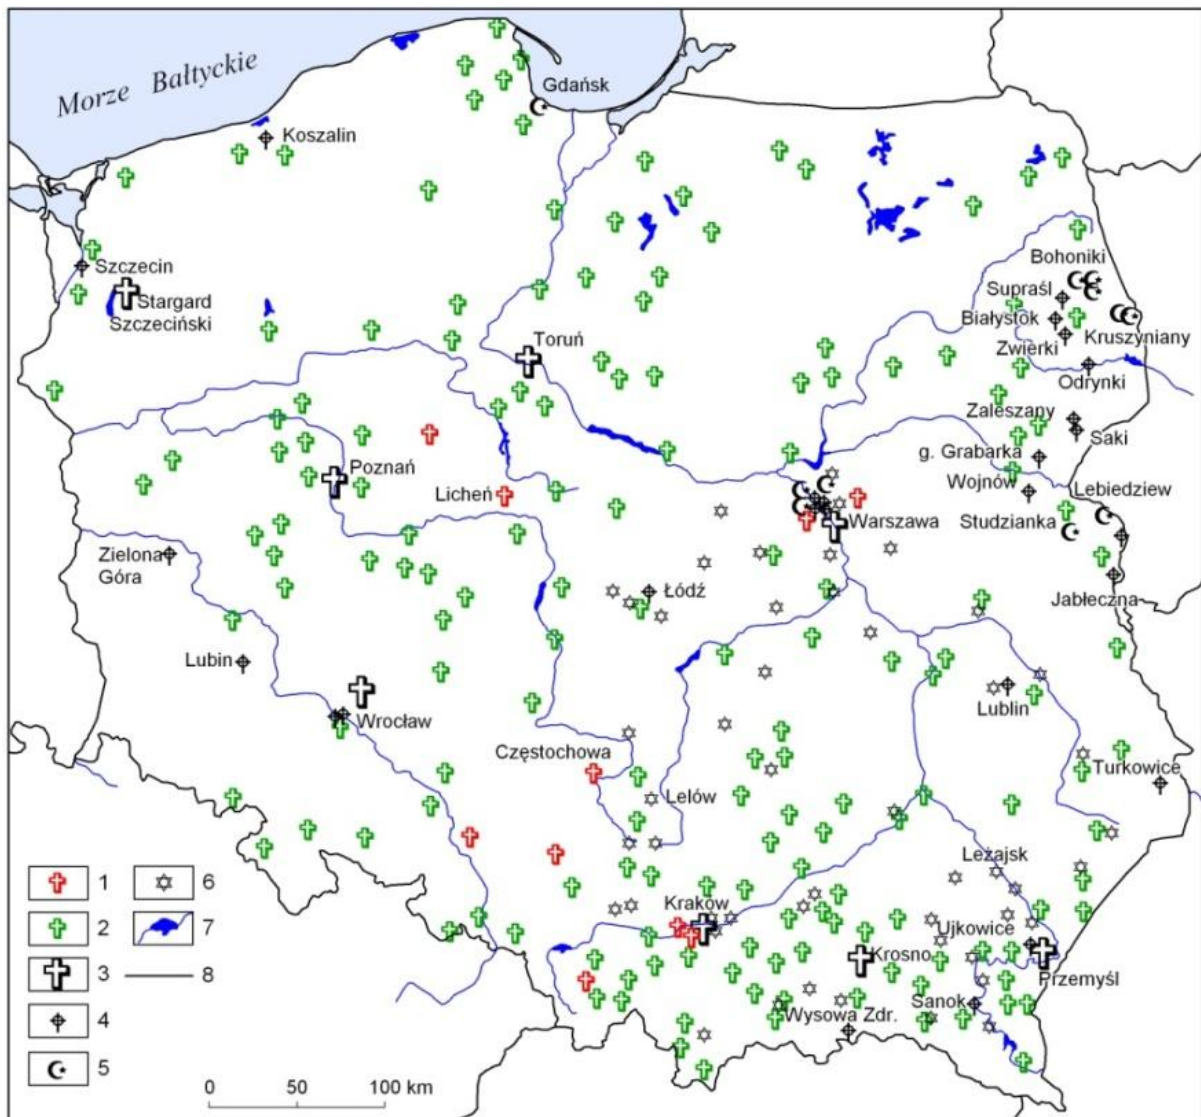 Morze Bałtyckie
Gdańsk
Koszalin
Szczecin
Stargard
Szczeciński
Bohoniki
Supraśl
Białystok
Kruszyniany
Zwierki
Toruń
Odrynki
Zaleszany
Saki
g. Grabarka
Poznań
Licheń
Wojnów
Lebiedziew
Warszawa
Studzianka
Zielona
Góra
Łódź
Jabłeczna
Lubin
Lublin
Wrocław
Częstochowa
Turkowice
Lelów
Leżajsk
1
6
Kraków
2
7
Ujkowice
Krosno
3
8
Przemyśl
Sanok
4
Wysowa Zdr.
5
0 50 100 km